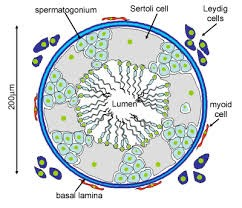 spermatogonium
Sertoli cell
Leydig
cells
200µm
Lumen
myoid
cell
basal lamina